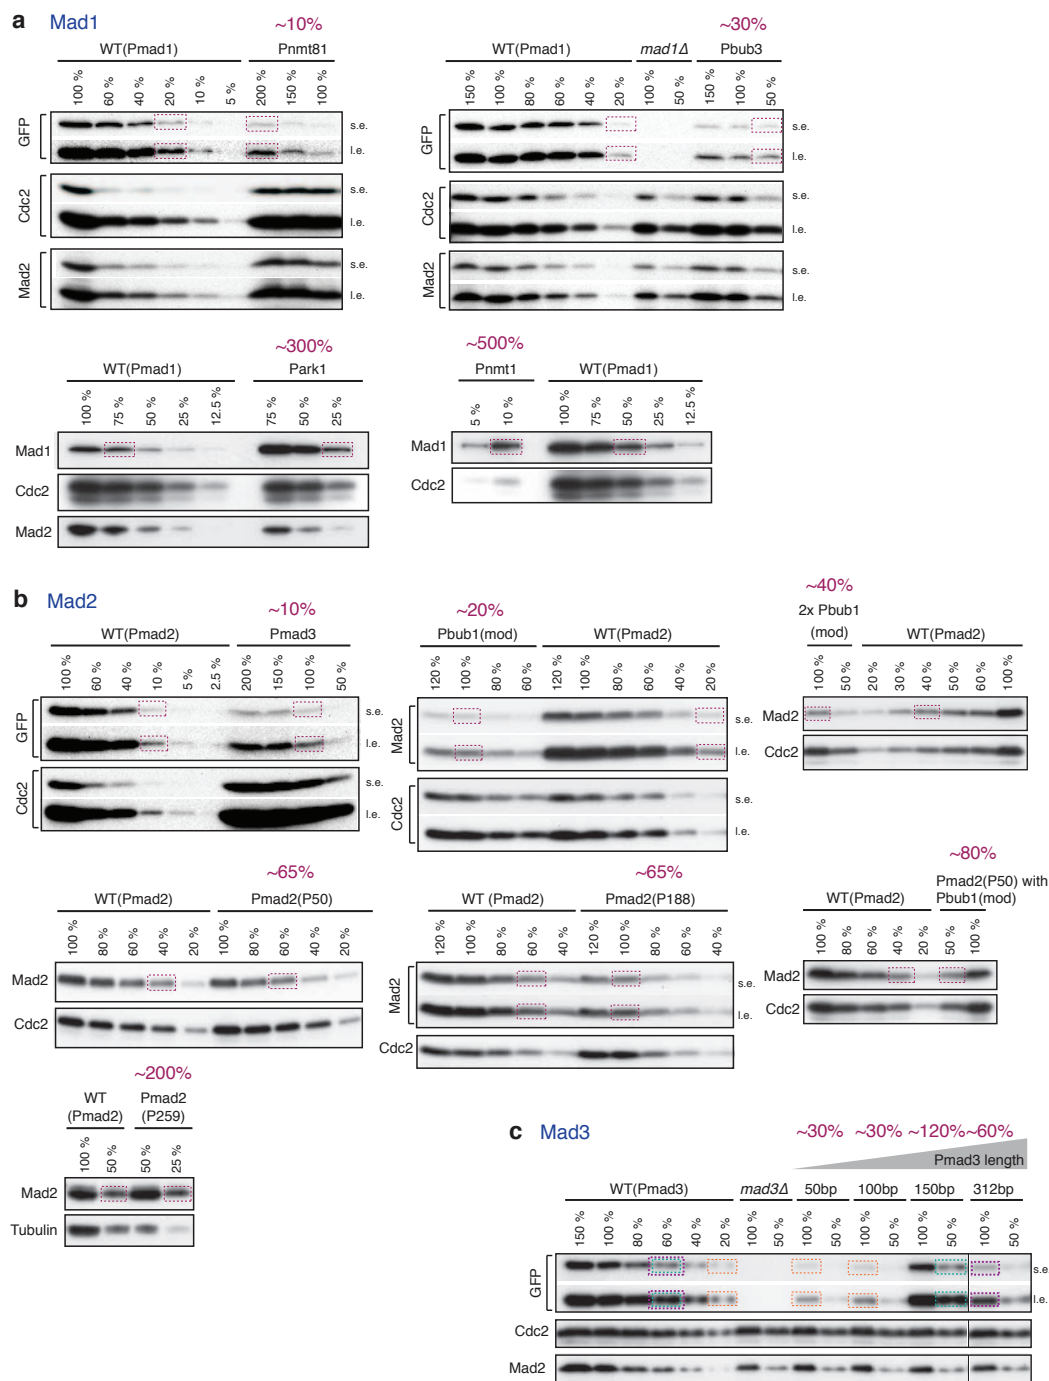 a Mad1
~10%
WT(Pmad1) Pnmt81
100 % 60 % 40 % 20 % 10 % 5 % 200 % 150 % 100 %
GFP s.e. l.e.
Cdc2 s.e. l.e.
Mad2 s.e. l.e.
~30%
WT(Pmad1) mad1Δ Pbub3
150 % 100 % 80 % 60 % 40 % 20 % 100 % 50 % 150 % 100 % 50 %
GFP s.e. l.e.
Cdc2 s.e. l.e.
Mad2 s.e. l.e.
~300%
WT(Pmad1) Park1
100 % 75 % 50 % 25 % 12.5 % 75 % 50 % 25 %
Mad1
Cdc2
Mad2
~500%
Pnmt1 WT(Pmad1)
5 % 10 % 100 % 75 % 50 % 25 % 12.5 %
Mad1
Cdc2
b Mad2
~10%
WT(Pmad2) Pmad3
100 % 60 % 40 % 10 % 5 % 2.5 % 200 % 150 % 100 % 50 %
GFP s.e. l.e.
Cdc2 s.e. l.e.
~20%
Pbub1(mod) WT(Pmad2)
120 % 100 % 80 % 60 % 120 % 100 % 80 % 60 % 40 % 20 %
Mad2 s.e. l.e.
Cdc2 s.e. l.e.
~40%
2x Pbub1
(mod) WT(Pmad2)
100 % 50 % 20 % 30 % 40 % 50 % 60 % 100 %
Mad2
Cdc2
~65%
WT(Pmad2) Pmad2(P50)
100 % 80 % 60 % 40 % 20 % 100 % 80 % 60 % 40 % 20 %
Mad2
Cdc2
~65%
WT (Pmad2) Pmad2(P188)
120 % 100 % 80 % 60 % 40 % 120 % 100 % 80 % 60 % 40 %
Mad2 s.e. l.e.
Cdc2
~80%
Pmad2(P50) with
WT(Pmad2) Pbub1(mod)
100 % 80 % 60 % 40 % 20 % 50 % 100 %
Mad2
Cdc2
~200%
WT Pmad2
(Pmad2) (P259)
100 % 50 % 50 % 25 %
Mad2
Tubulin
c Mad3
~30% ~30% ~120% ~60%
Pmad3 length
WT(Pmad3) mad3Δ 50bp 100bp 150bp 312bp
150 % 100 % 80 % 60 % 40 % 20 % 100 % 50 % 100 % 50 % 100 % 50 % 100 % 50 % 100 % 50 %
GFP s.e l.e.
Cdc2
Mad2